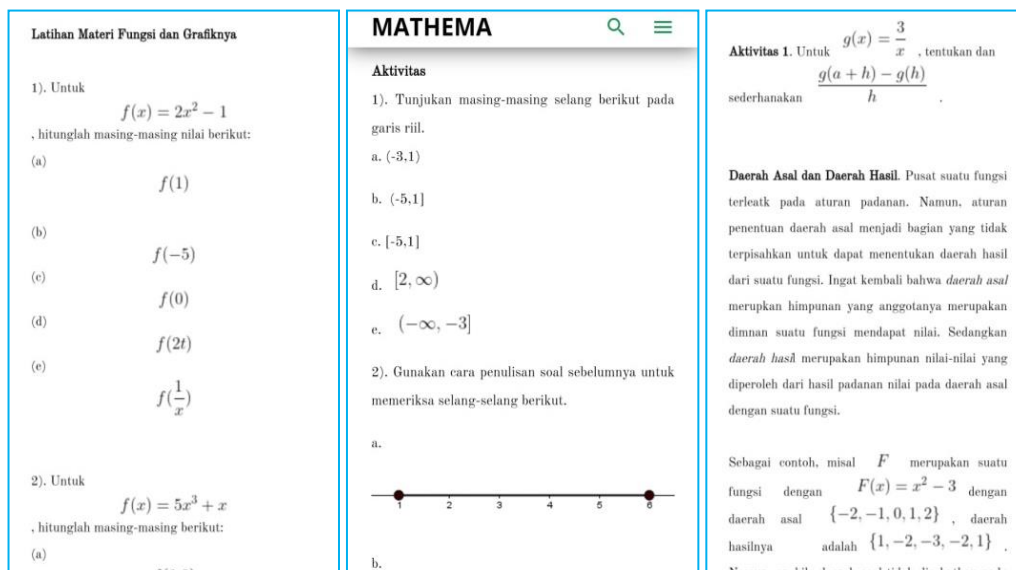 Latihan Materi Fungsi dan Grafiknya
1). Untuk
f(x) = 2x² − 1
, hitunglah masing-masing nilai berikut:
(a)
f(1)
(b)
f(−5)
(c)
f(0)
(d)
f(2t)
(e)
f(1/x)
2). Untuk
f(x) = 5x³ + x
, hitunglah masing-masing berikut:
(a)
MATHEMA
Aktivitas
1). Tunjukan masing-masing selang berikut pada
garis riil.
a. (-3,1)
b. (-5,1]
c. [-5,1]
d. [2, ∞)
e. (−∞, −3]
2). Gunakan cara penulisan soal sebelumnya untuk
memeriksa selang-selang berikut.
a.
1 2 3 4 5 6
b.
Aktivitas 1. Untuk g(x) = 3/x , tentukan dan
sederhanakan (g(a + h) − g(h))/h .
Daerah Asal dan Daerah Hasil. Pusat suatu fungsi
terleatk pada aturan padanan. Namun, aturan
penentuan daerah asal menjadi bagian yang tidak
terpisahkan untuk dapat menentukan daerah hasil
dari suatu fungsi. Ingat kembali bahwa daerah asal
merupkan himpunan yang anggotanya merupakan
dimnan suatu fungsi mendapat nilai. Sedangkan
daerah hasil merupakan himpunan nilai-nilai yang
diperoleh dari hasil padanan nilai pada daerah asal
dengan suatu fungsi.
Sebagai contoh, misal F merupakan suatu
fungsi dengan F(x) = x² − 3 dengan
daerah asal {−2, −1, 0, 1, 2} , daerah
hasilnya adalah {1, −2, −3, −2, 1} .